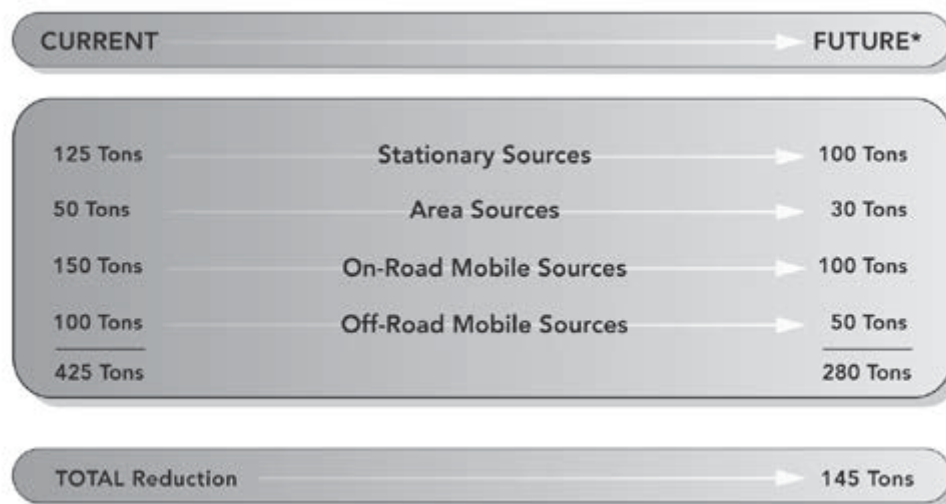 CURRENT FUTURE*
125 Tons Stationary Sources 100 Tons
50 Tons Area Sources 30 Tons
150 Tons On-Road Mobile Sources 100 Tons
100 Tons Off-Road Mobile Sources 50 Tons
425 Tons 280 Tons
TOTAL Reduction 145 Tons